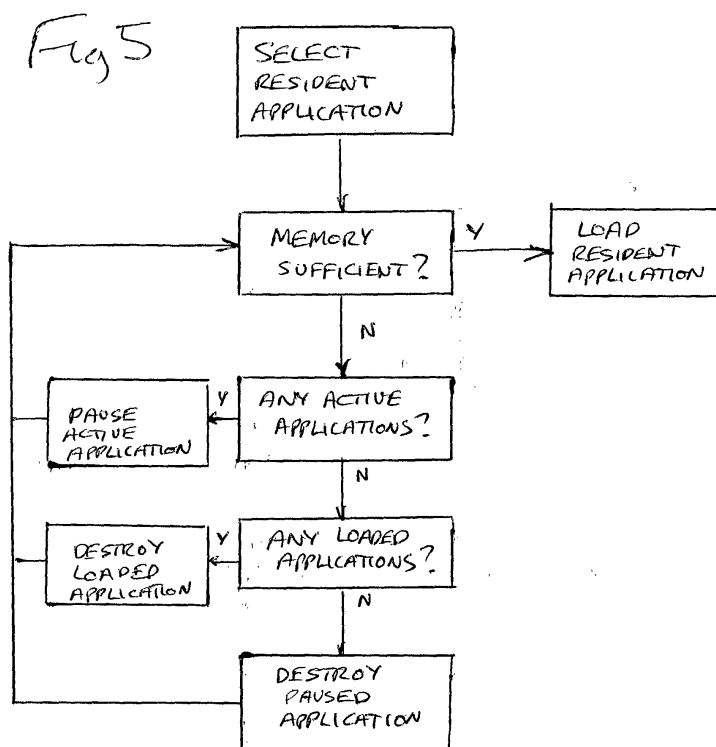 Fig 5
SELECT
RESIDENT
APPLICATION
MEMORY
SUFFICIENT?
Y
LOAD
RESIDENT
APPLICATION
N
ANY ACTIVE
APPLICATIONS?
Y
PAUSE
ACTIVE
APPLICATION
N
ANY LOADED
APPLICATIONS?
Y
DESTROY
LOADED
APPLICATION
N
DESTROY
PAUSED
APPLICATION